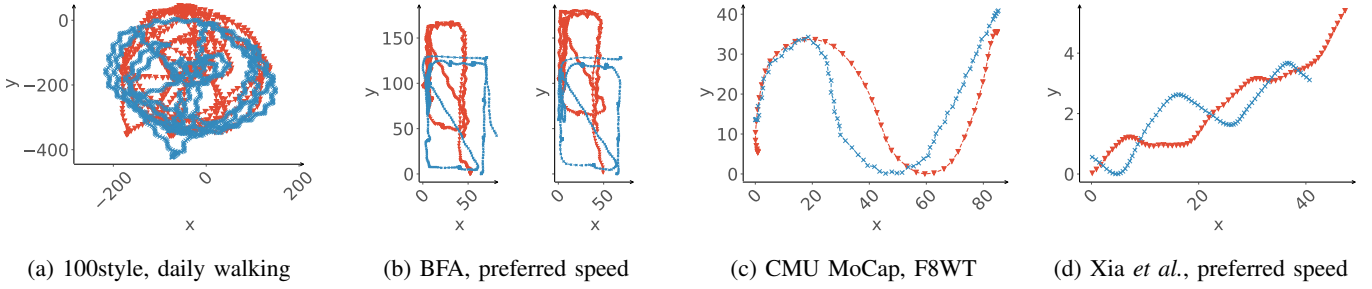 0
−200
−400
y
−200
0
200
x
(a) 100style, daily walking
150
100
50
0
y
0
50
x
y
0
50
x
(b) BFA, preferred speed
40
30
20
10
0
y
0
20
40
60
80
x
(c) CMU MoCap, F8WT
4
2
0
y
0
20
40
x
(d) Xia et al., preferred speed